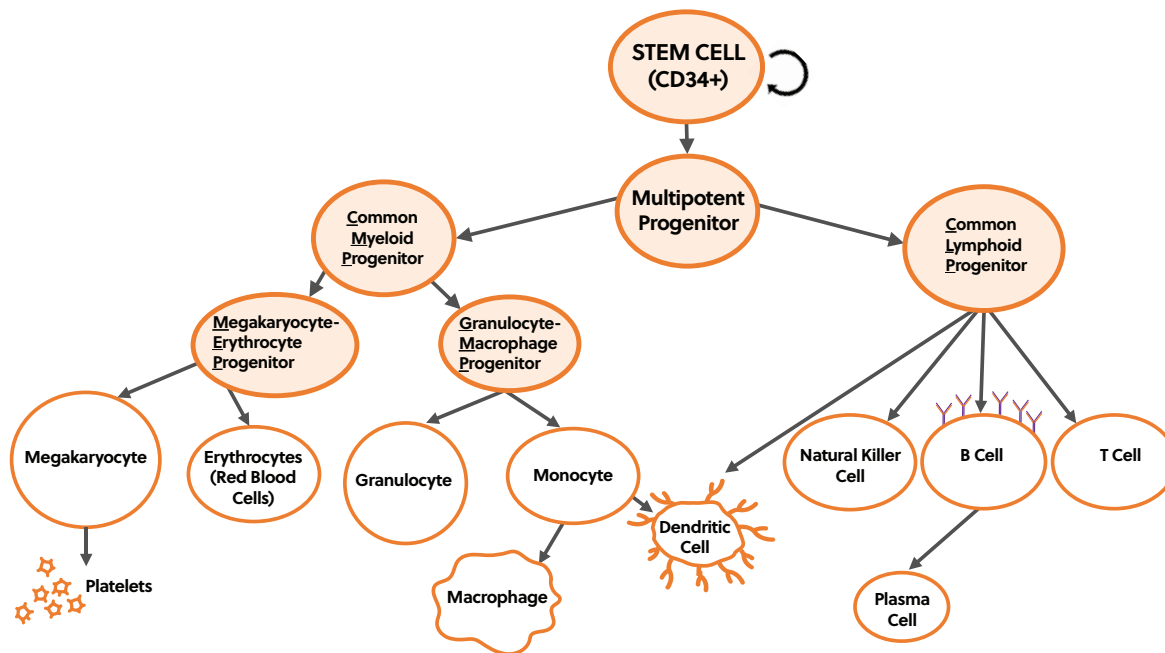 STEM CELL
(CD34+)
Multipotent
Progenitor
Common
Myeloid
Progenitor
Common
Lymphoid
Progenitor
Megakaryocyte-
Erythrocyte
Progenitor
Granulocyte-
Macrophage
Progenitor
Megakaryocyte
Erythrocytes
(Red Blood
Cells)
Granulocyte
Monocyte
Natural Killer
Cell
B Cell
T Cell
Dendritic
Cell
Platelets
Macrophage
Plasma
Cell